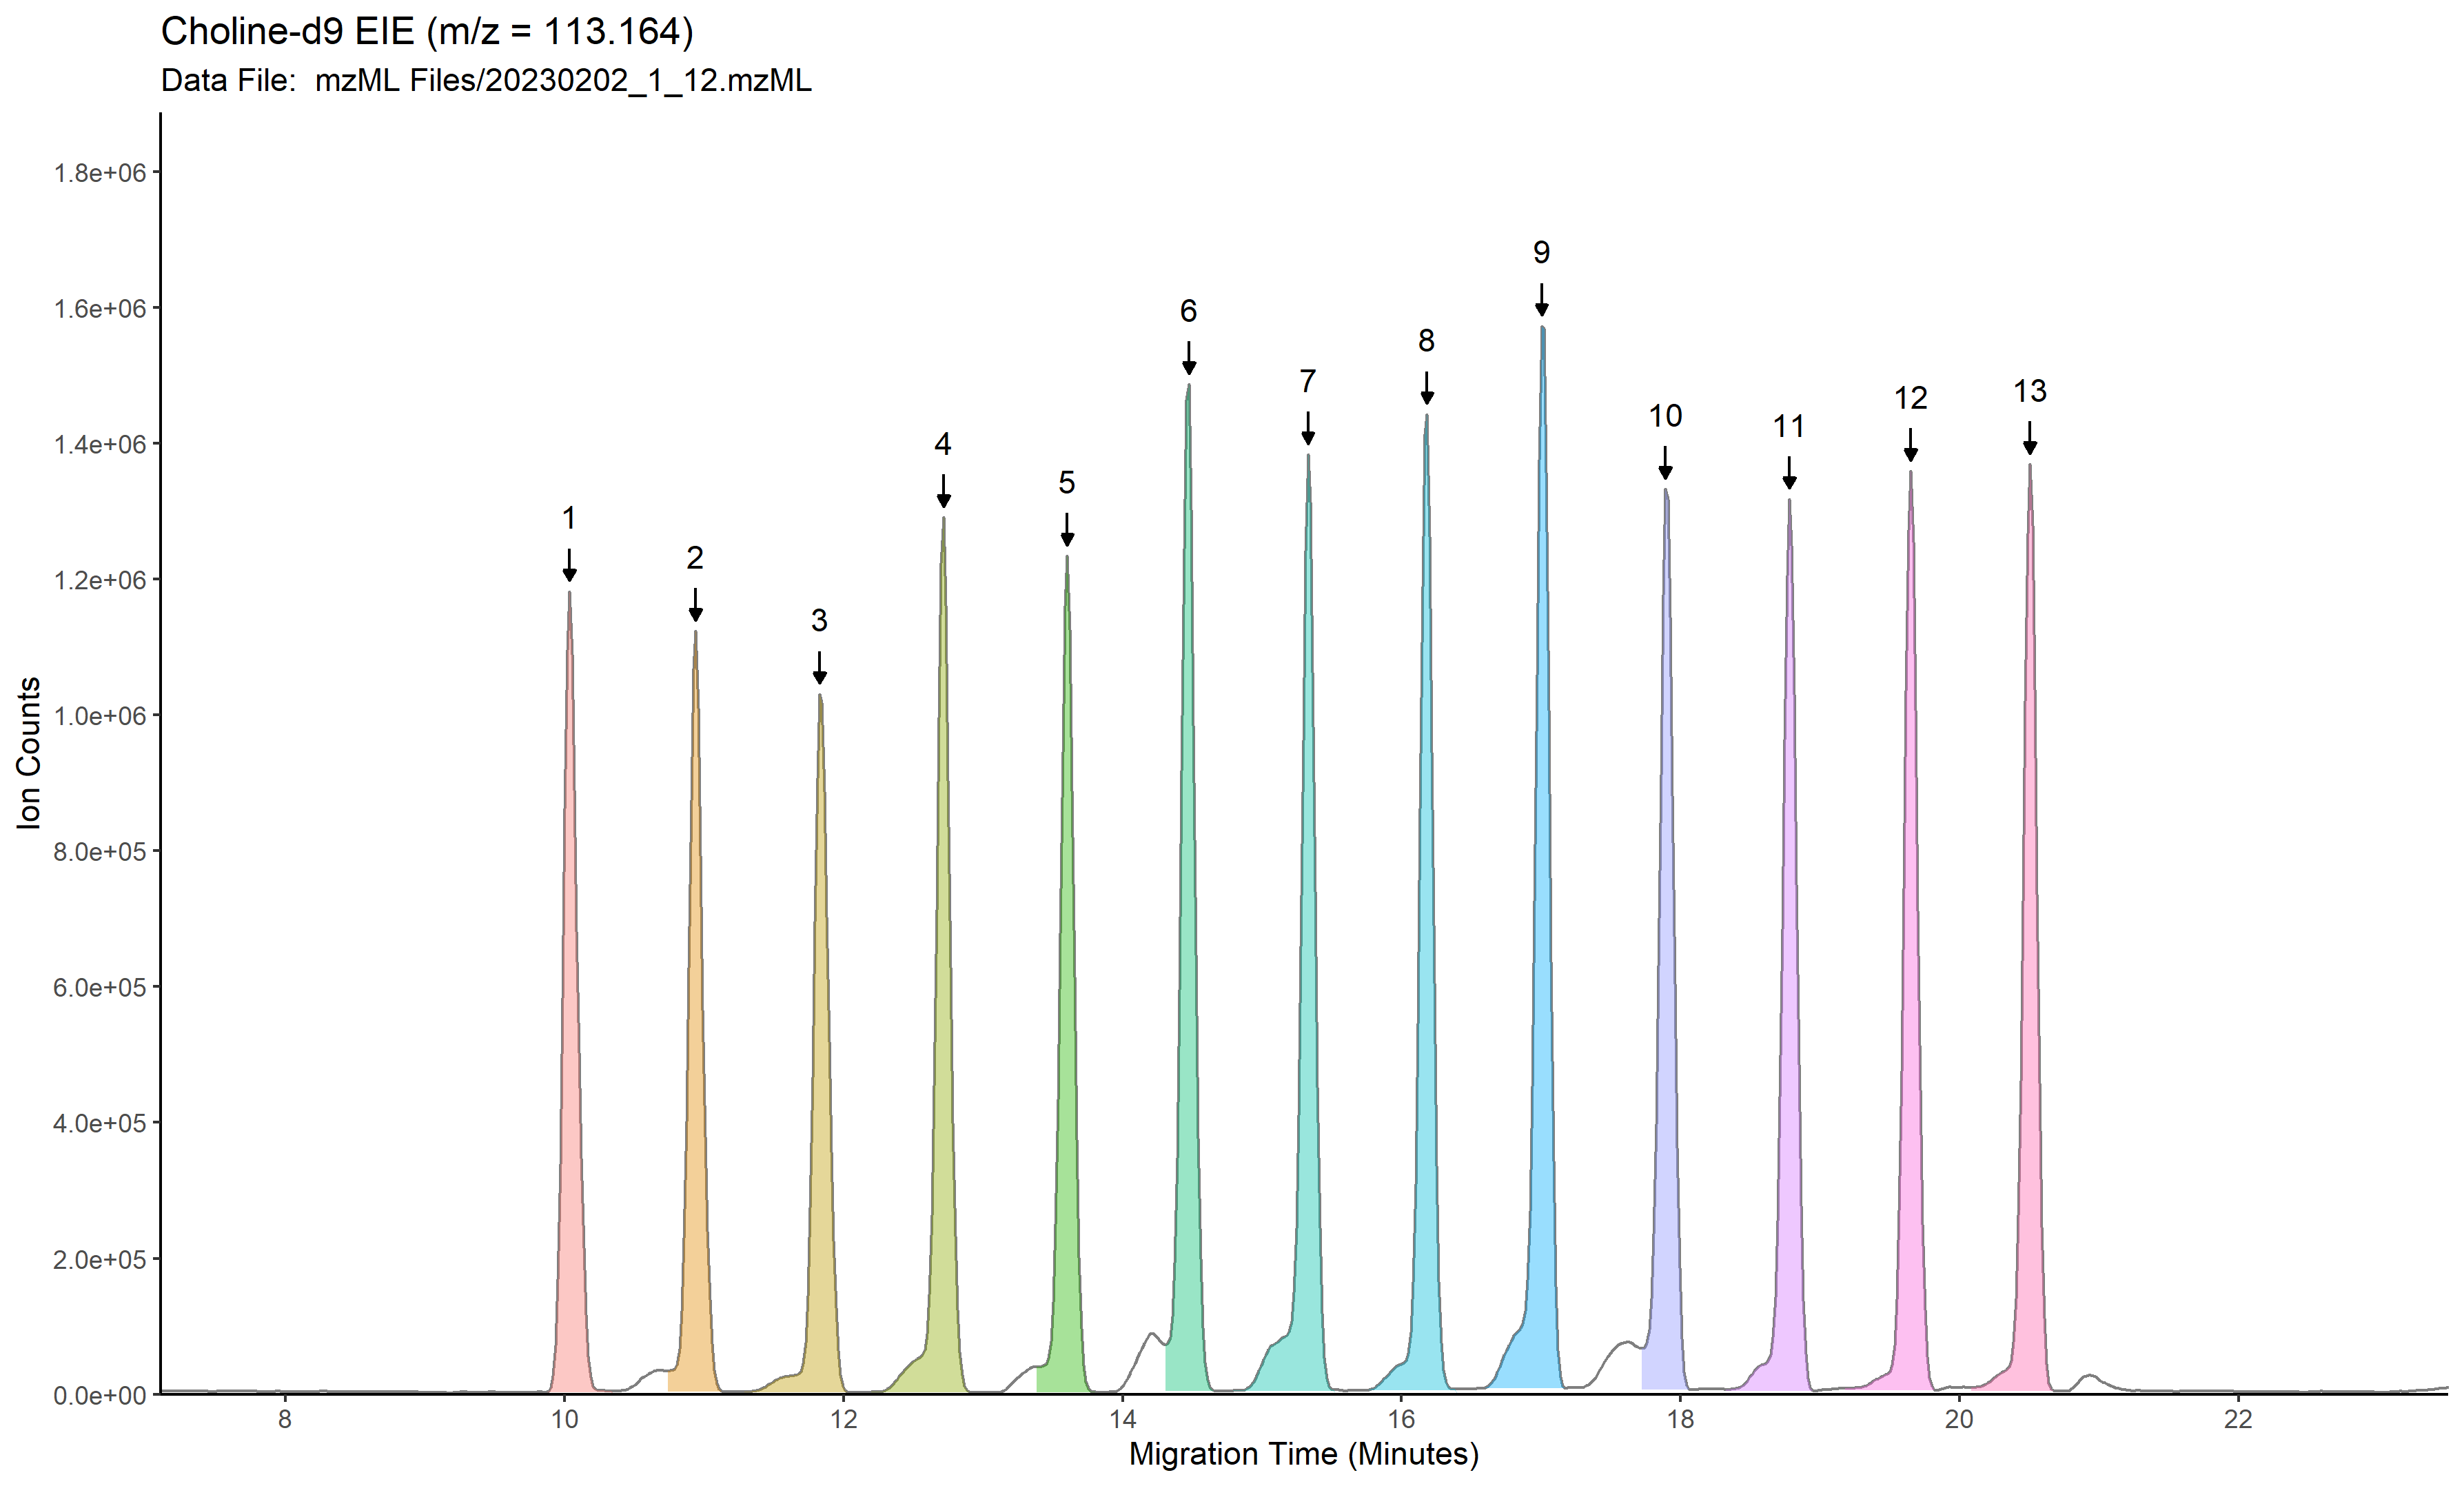 Choline-d9 EIE (m/z = 113.164)
Data File:  mzML Files/20230202_1_12.mzML
1.8e+06
1.6e+06
1.4e+06
1.2e+06
1.0e+06
8.0e+05
6.0e+05
4.0e+05
2.0e+05
0.0e+00
Ion Counts
1
2
3
4
5
6
7
8
9
10
11
12
13
8 10 12 14 16 18 20 22
Migration Time (Minutes)